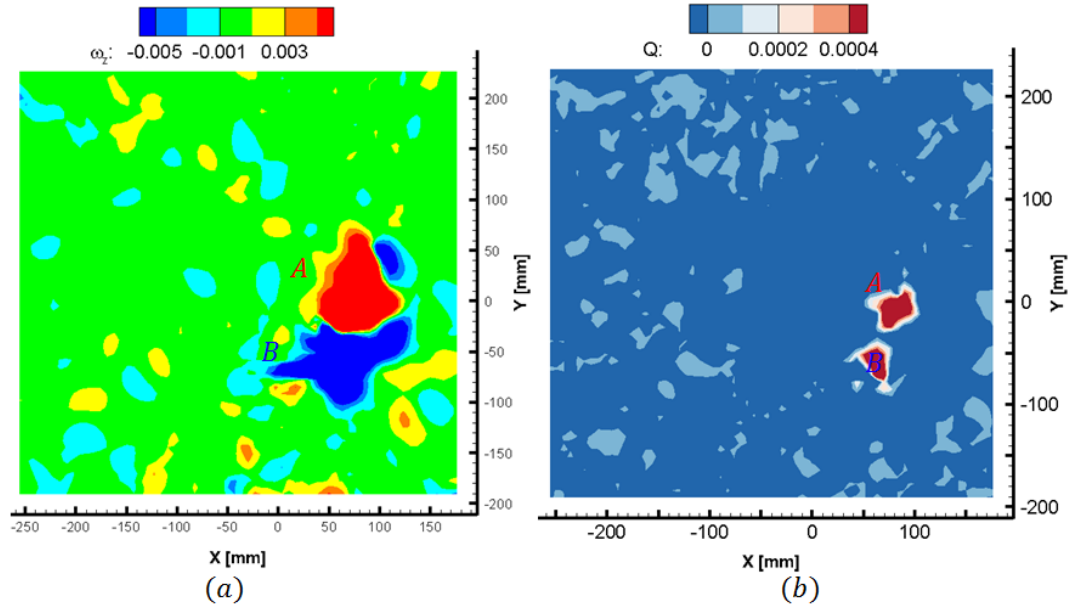 ω_z: -0.005 -0.001 0.003
Q: 0 0.0002 0.0004
A
B
200
150
100
50
0
-50
-100
-150
-200
Y [mm]
-250 -200 -150 -100 -50 0 50 100 150
X [mm]
(a)
A
B
200
100
0
-100
-200
Y [mm]
-200 -100 0 100
X [mm]
(b)